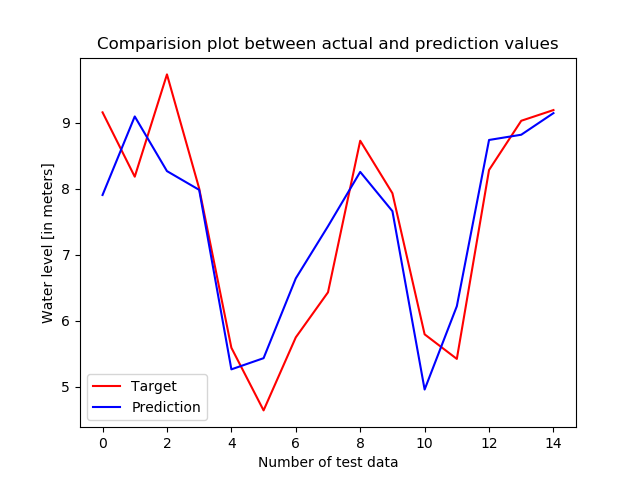 Comparision plot between actual and prediction values
Water level [in meters]
9
8
7
6
5
Target
Prediction
0 2 4 6 8 10 12 14
Number of test data